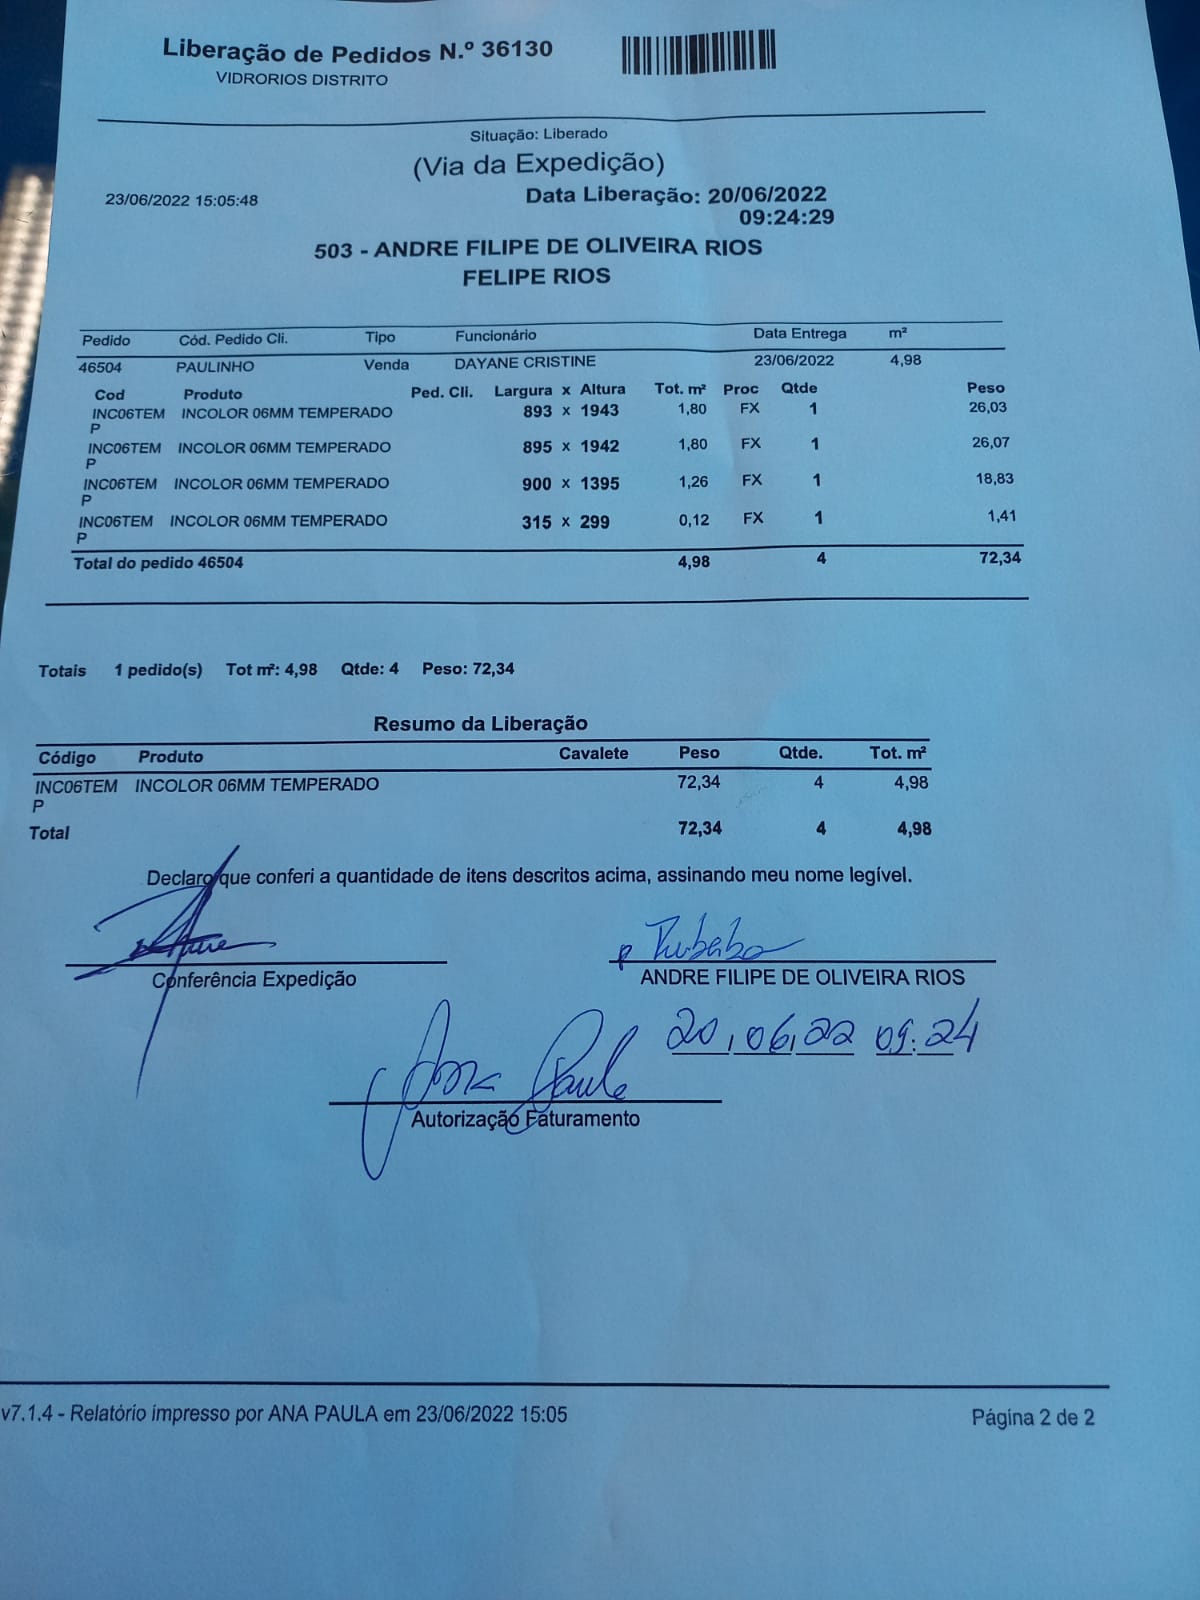 Liberação de Pedidos N.º 36130
VIDRORIOS DISTRITO
Situação: Liberado
(Via da Expedição)
23/06/2022 15:05:48
Data Liberação: 20/06/2022
09:24:29
503 - ANDRE FILIPE DE OLIVEIRA RIOS
FELIPE RIOS
Pedido Cód. Pedido Cli. Tipo Funcionário Data Entrega m²
46504 PAULINHO Venda DAYANE CRISTINE 23/06/2022 4,98
Cod Produto Ped. Cli. Largura x Altura Tot. m² Proc Qtde Peso
INC06TEM INCOLOR 06MM TEMPERADO 893 x 1943 1,80 FX 1 26,03
P
INC06TEM INCOLOR 06MM TEMPERADO 895 x 1942 1,80 FX 1 26,07
P
INC06TEM INCOLOR 06MM TEMPERADO 900 x 1395 1,26 FX 1 18,83
P
INC06TEM INCOLOR 06MM TEMPERADO 315 x 299 0,12 FX 1 1,41
P
Total do pedido 46504 4,98 4 72,34
Totais 1 pedido(s) Tot m²: 4,98 Qtde: 4 Peso: 72,34
Resumo da Liberação
Código Produto Cavalete Peso Qtde. Tot. m²
INC06TEM INCOLOR 06MM TEMPERADO 72,34 4 4,98
P
Total 72,34 4 4,98
Declaro que conferi a quantidade de itens descritos acima, assinando meu nome legível.
Conferência Expedição
ANDRE FILIPE DE OLIVEIRA RIOS
20,06,22 09:24
Ana Paula
Autorização Faturamento
v7.1.4 - Relatório impresso por ANA PAULA em 23/06/2022 15:05
Página 2 de 2